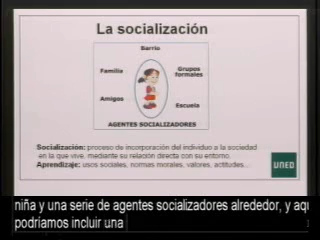 La socialización
Barrio
Familia
Grupos
formales
Amigos
Escuela
AGENTES SOCIALIZADORES
Socialización: proceso de incorporación del individuo a la sociedad
en la que vive, mediante su relación directa con su entorno.
Aprendizaje: usos sociales, normas morales, valores, actitudes...
UNED
niña y una serie de agentes socializadores alrededor, y aqu
podríamos incluir una